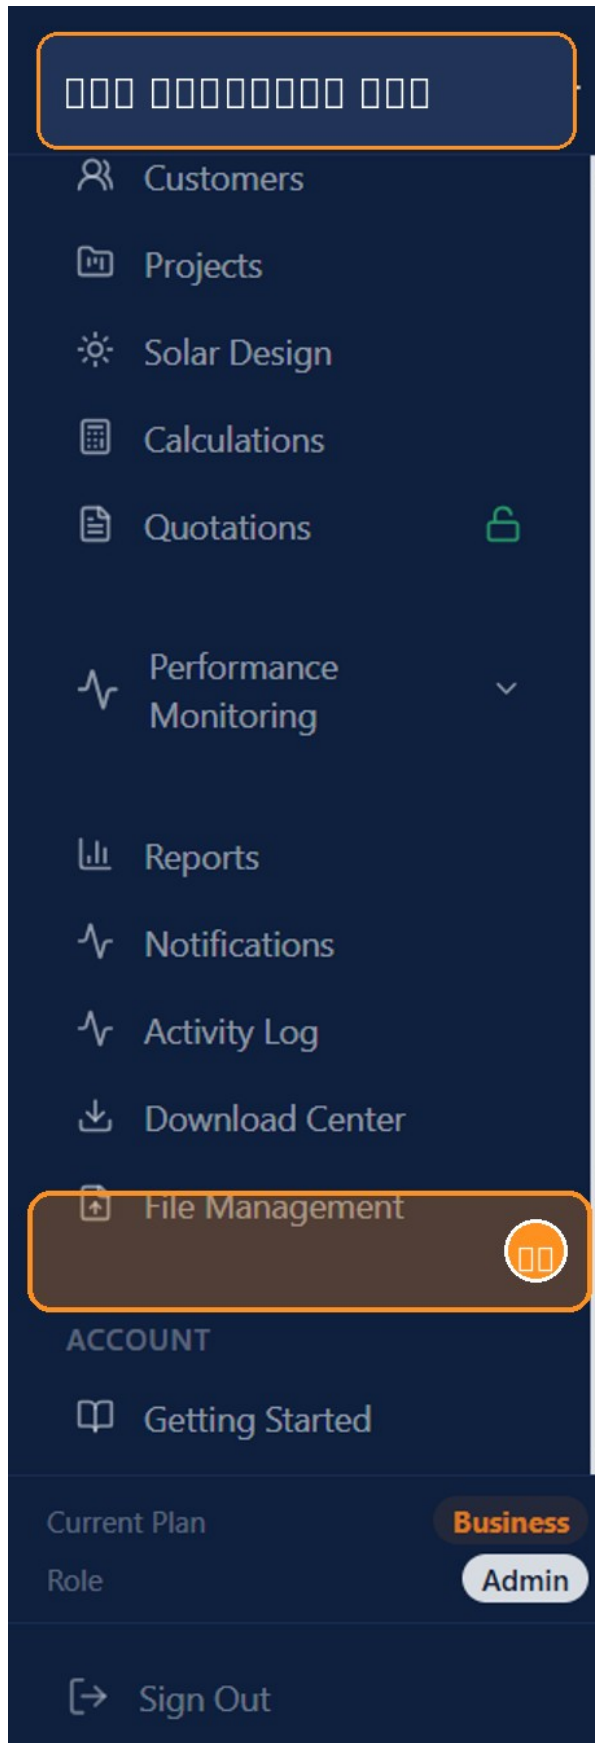 Customers
Projects
Solar Design
Calculations
Quotations
Performance
Monitoring
Reports
Notifications
Activity Log
Download Center
File Management
ACCOUNT
Getting Started
Current Plan Business
Role Admin
Sign Out